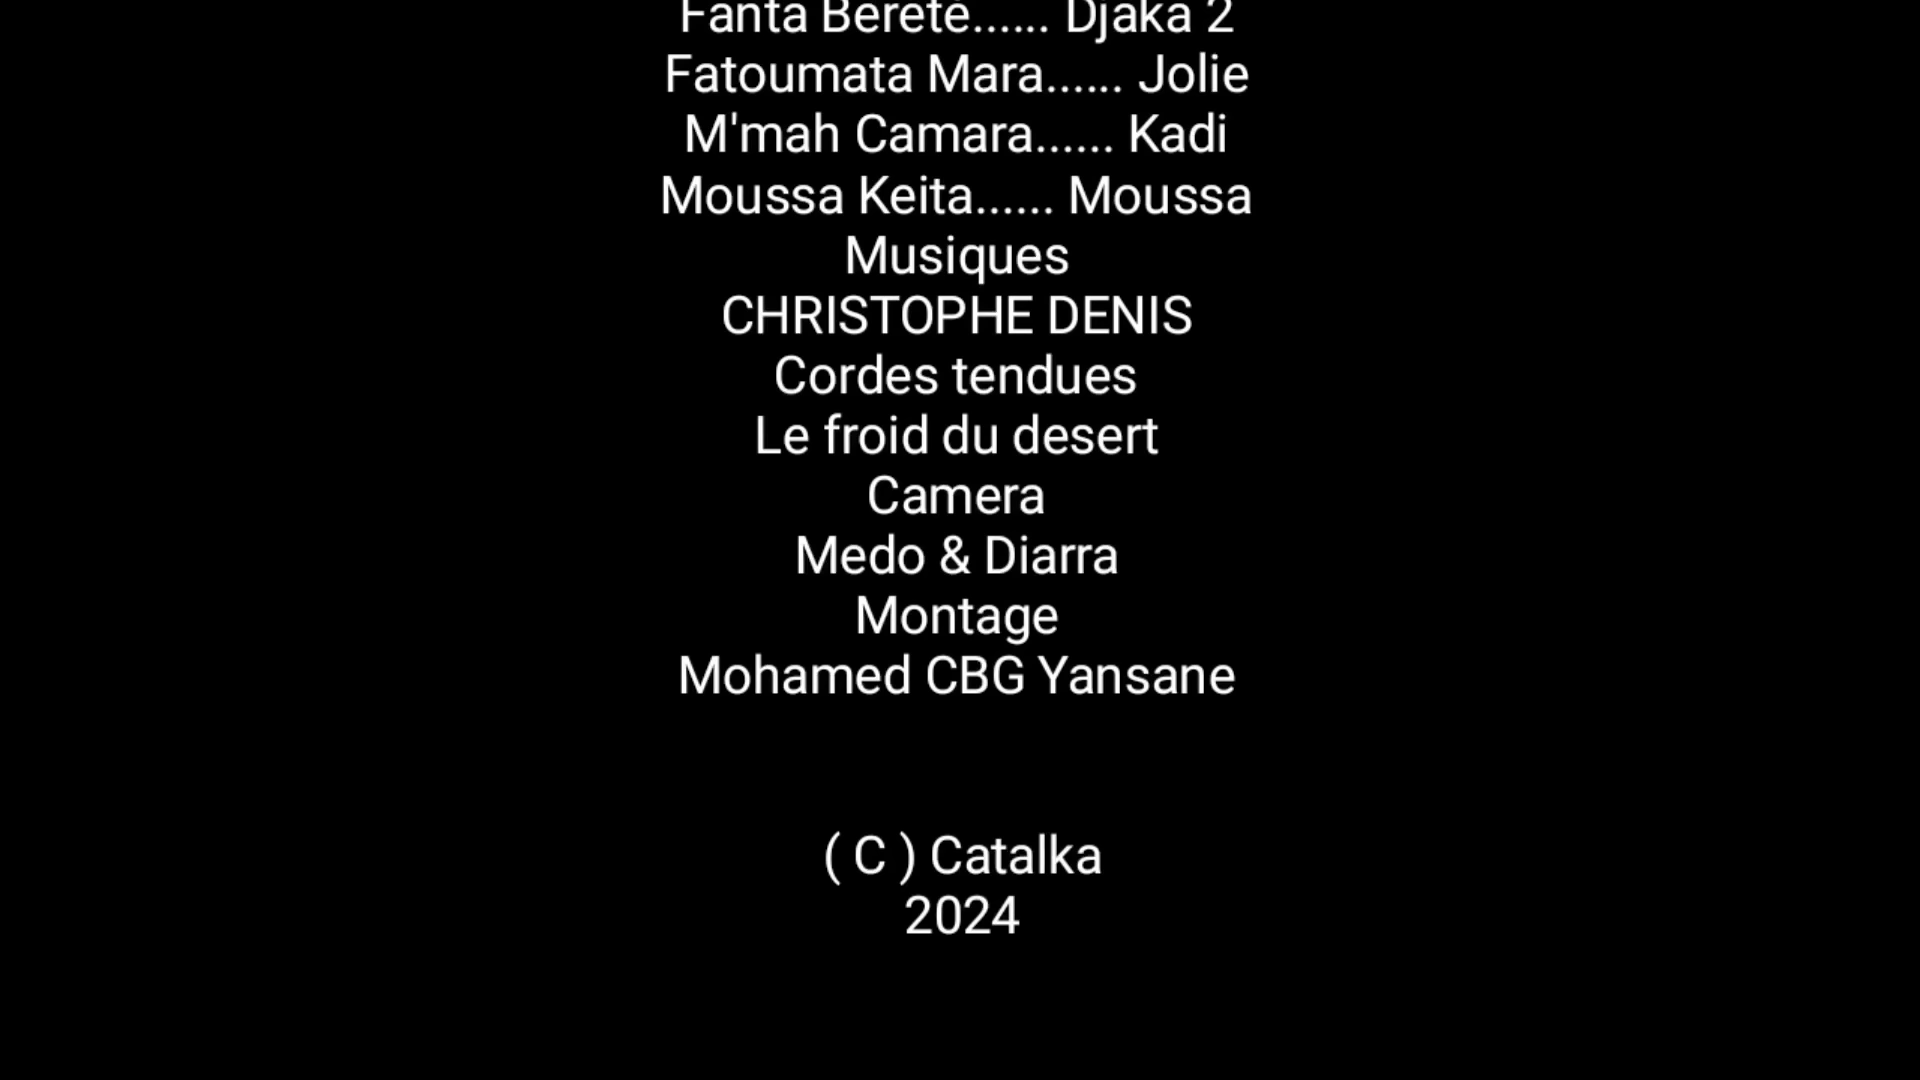 Fanta Bereté...... Djaka 2
Fatoumata Mara...... Jolie
M'mah Camara...... Kadi
Moussa Keita...... Moussa
Musiques
CHRISTOPHE DENIS
Cordes tendues
Le froid du desert
Camera
Medo & Diarra
Montage
Mohamed CBG Yansane
( C ) Catalka
2024